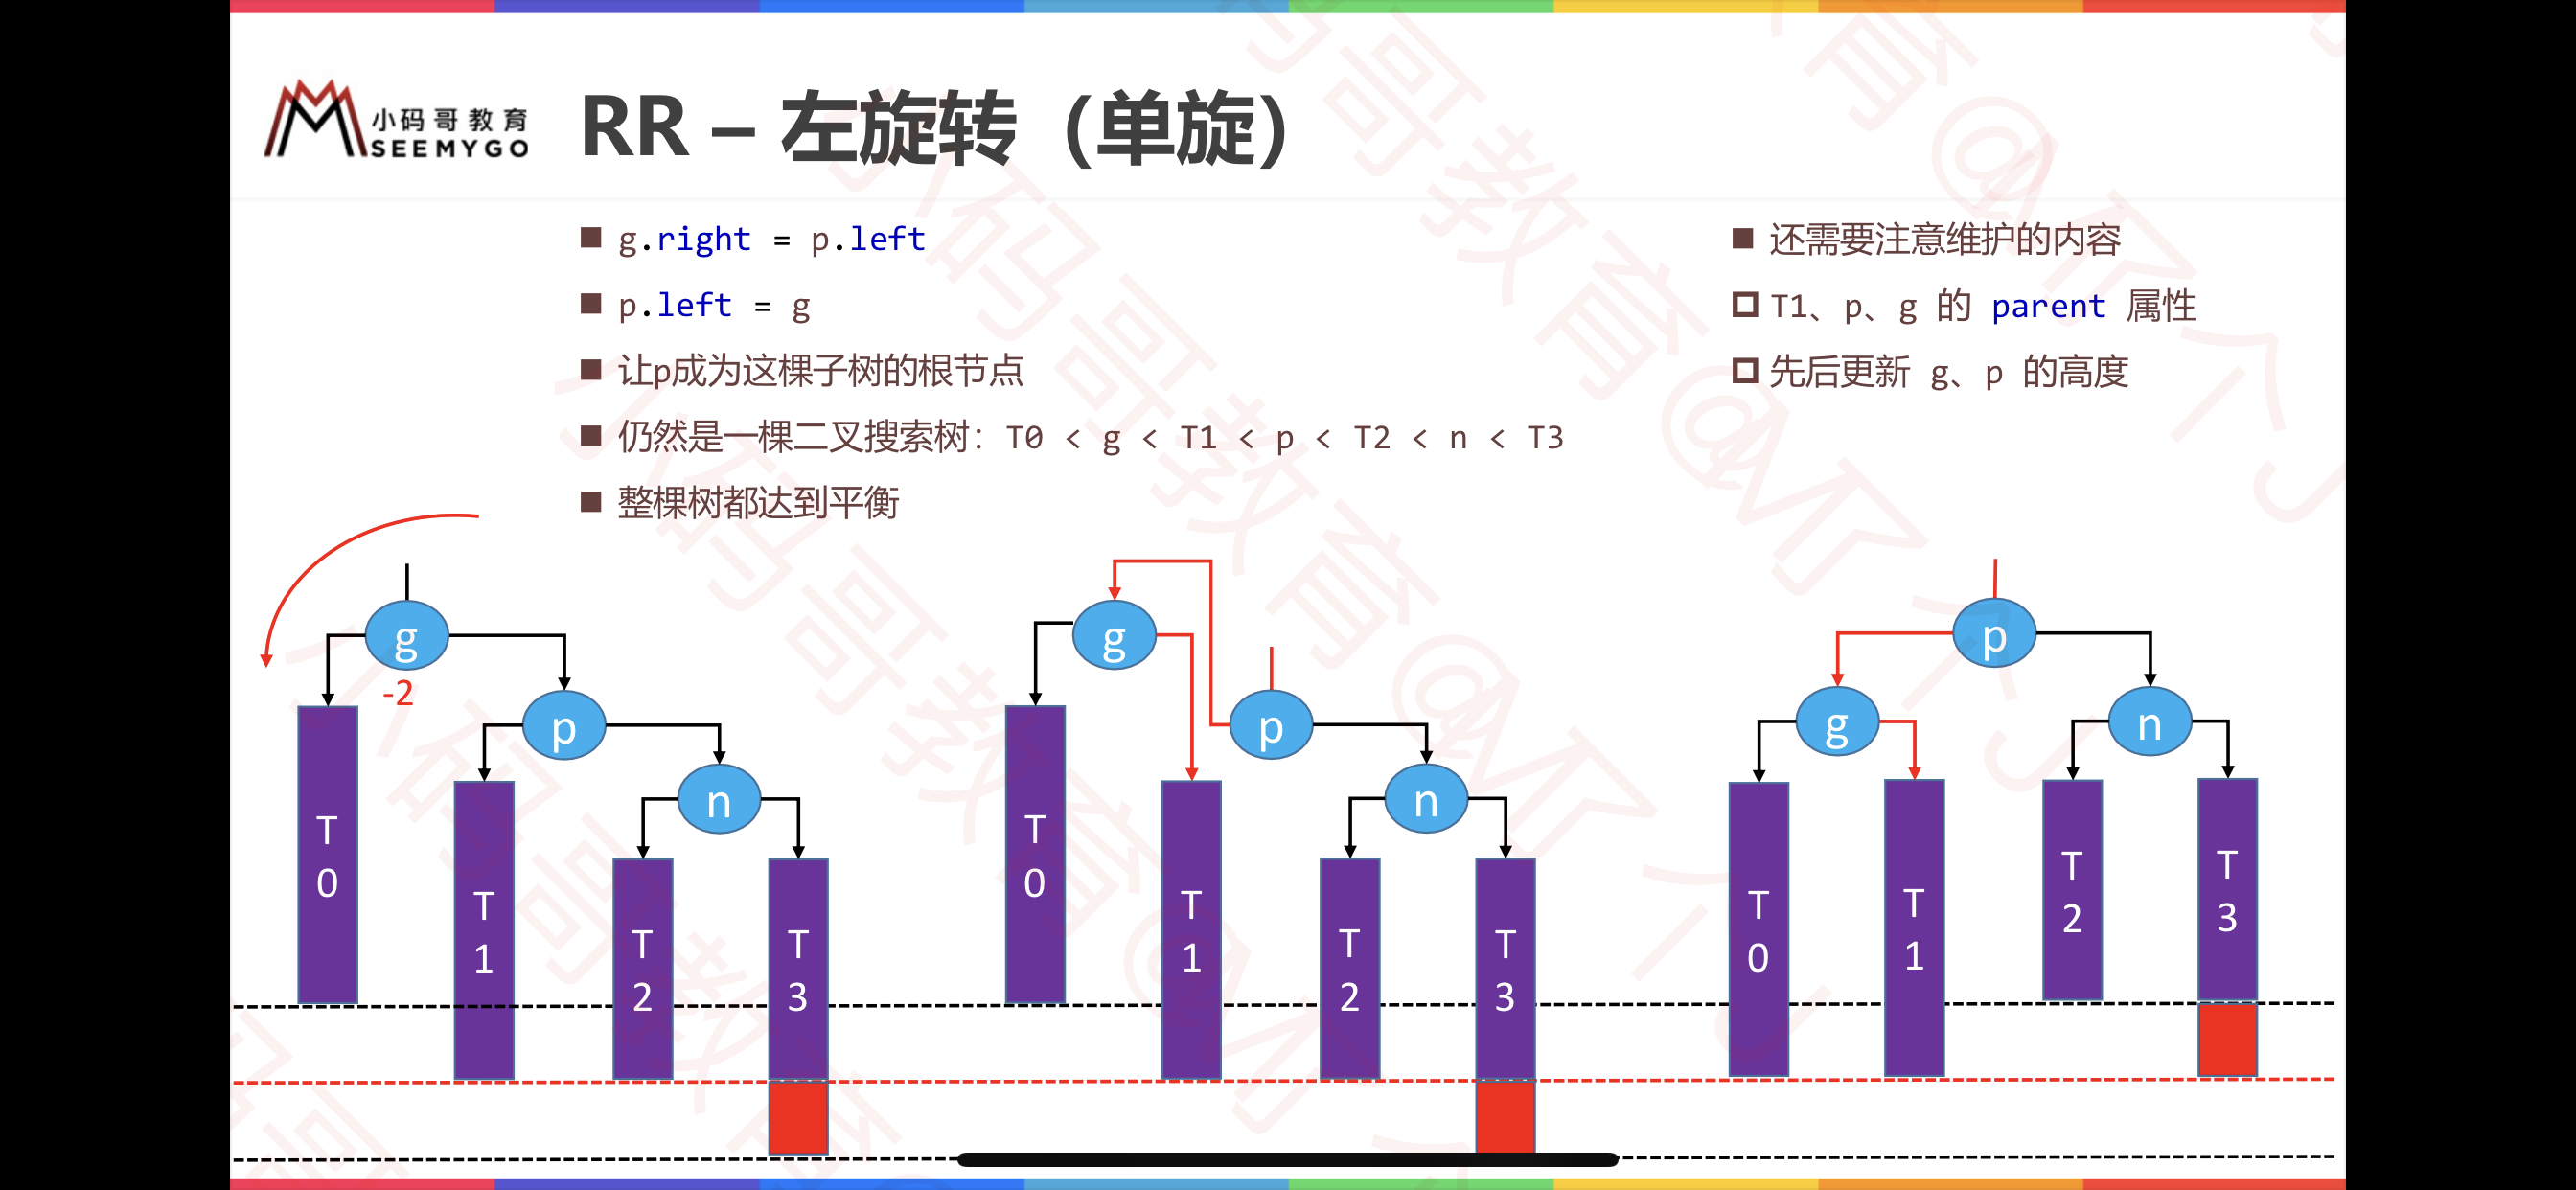 小码哥教育
SEEMYGO
RR – 左旋转（单旋）
■ g.right = p.left
■ p.left = g
■ 让p成为这棵子树的根节点
■ 仍然是一棵二叉搜索树：T0 < g < T1 < p < T2 < n < T3
■ 整棵树都达到平衡
■ 还需要注意维护的内容
□ T1、p、g 的 parent 属性
□ 先后更新 g、p 的高度
g
-2
p
n
T0
T1
T2
T3
g
p
n
T0
T1
T2
T3
p
g
n
T0
T1
T2
T3